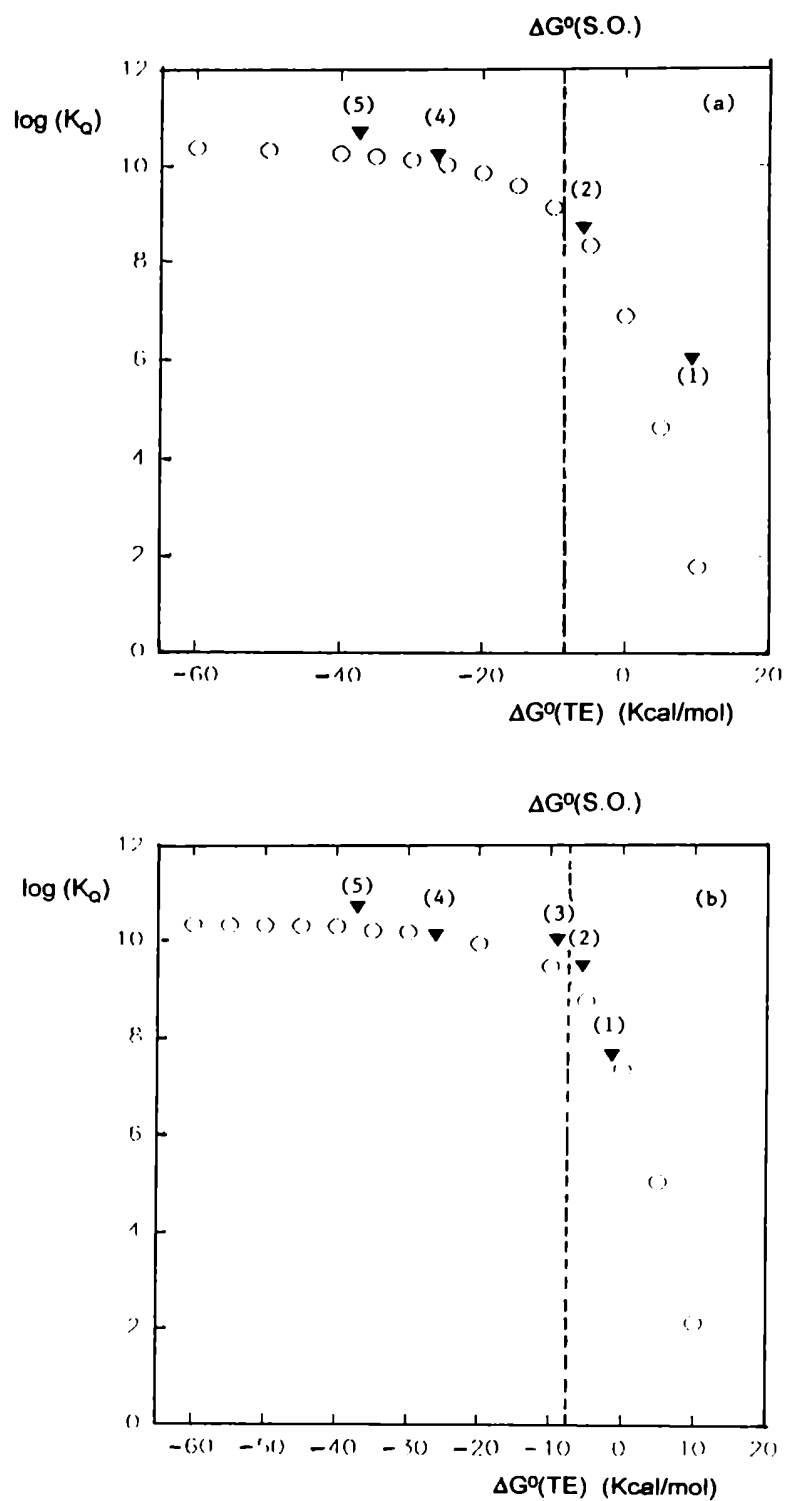 ΔG⁰(S.O.)
12
(5)
(4)
(a)
log (K_Q)
10
(2)
8
6
(1)
4
2
0
-60 -40 -20 0 20
ΔG⁰(TE) (Kcal/mol)
ΔG⁰(S.O.)
12
(5) (4) (3) (b)
log (K_Q)
10
(2)
8
(1)
6
4
2
0
-60 -50 -40 -30 -20 -10 0 10 20
ΔG⁰(TE) (Kcal/mol)